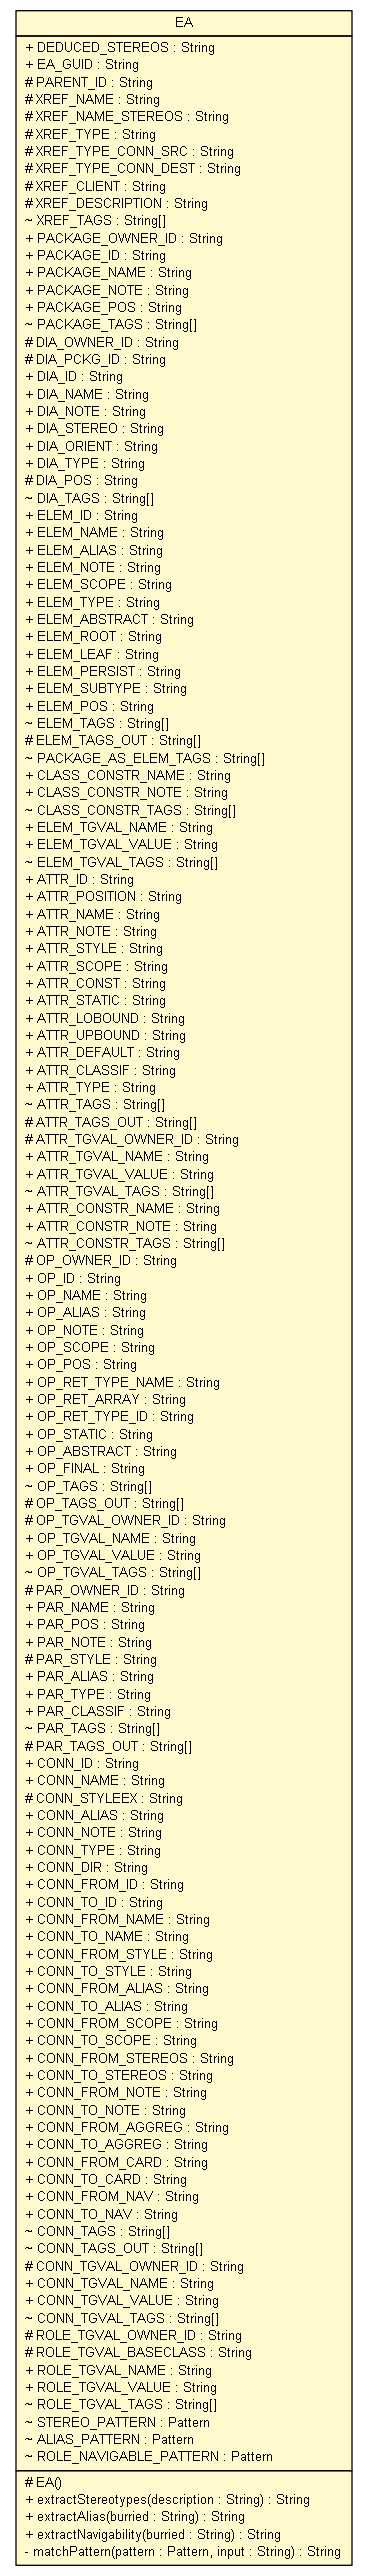 EA
+ DEDUCED_STEREOS : String
+ EA_GUID : String
# PARENT_ID : String
# XREF_NAME : String
# XREF_NAME_STEREOS : String
# XREF_TYPE : String
# XREF_TYPE_CONN_SRC : String
# XREF_TYPE_CONN_DEST : String
# XREF_CLIENT : String
# XREF_DESCRIPTION : String
~ XREF_TAGS : String[]
+ PACKAGE_OWNER_ID : String
+ PACKAGE_ID : String
+ PACKAGE_NAME : String
+ PACKAGE_NOTE : String
+ PACKAGE_POS : String
~ PACKAGE_TAGS : String[]
# DIA_OWNER_ID : String
# DIA_PCKG_ID : String
+ DIA_ID : String
+ DIA_NAME : String
+ DIA_NOTE : String
+ DIA_STEREO : String
+ DIA_ORIENT : String
+ DIA_TYPE : String
# DIA_POS : String
~ DIA_TAGS : String[]
+ ELEM_ID : String
+ ELEM_NAME : String
+ ELEM_ALIAS : String
+ ELEM_NOTE : String
+ ELEM_SCOPE : String
+ ELEM_TYPE : String
+ ELEM_ABSTRACT : String
+ ELEM_ROOT : String
+ ELEM_LEAF : String
+ ELEM_PERSIST : String
+ ELEM_SUBTYPE : String
+ ELEM_POS : String
~ ELEM_TAGS : String[]
# ELEM_TAGS_OUT : String[]
~ PACKAGE_AS_ELEM_TAGS : String[]
+ CLASS_CONSTR_NAME : String
+ CLASS_CONSTR_NOTE : String
~ CLASS_CONSTR_TAGS : String[]
+ ELEM_TGVAL_NAME : String
+ ELEM_TGVAL_VALUE : String
~ ELEM_TGVAL_TAGS : String[]
+ ATTR_ID : String
+ ATTR_POSITION : String
+ ATTR_NAME : String
+ ATTR_NOTE : String
+ ATTR_STYLE : String
+ ATTR_SCOPE : String
+ ATTR_CONST : String
+ ATTR_STATIC : String
+ ATTR_LOBOUND : String
+ ATTR_UPBOUND : String
+ ATTR_DEFAULT : String
+ ATTR_CLASSIF : String
+ ATTR_TYPE : String
~ ATTR_TAGS : String[]
# ATTR_TAGS_OUT : String[]
# ATTR_TGVAL_OWNER_ID : String
+ ATTR_TGVAL_NAME : String
+ ATTR_TGVAL_VALUE : String
~ ATTR_TGVAL_TAGS : String[]
+ ATTR_CONSTR_NAME : String
+ ATTR_CONSTR_NOTE : String
~ ATTR_CONSTR_TAGS : String[]
# OP_OWNER_ID : String
+ OP_ID : String
+ OP_NAME : String
+ OP_ALIAS : String
+ OP_NOTE : String
+ OP_SCOPE : String
+ OP_POS : String
+ OP_RET_TYPE_NAME : String
+ OP_RET_ARRAY : String
+ OP_RET_TYPE_ID : String
+ OP_STATIC : String
+ OP_ABSTRACT : String
+ OP_FINAL : String
~ OP_TAGS : String[]
# OP_TAGS_OUT : String[]
# OP_TGVAL_OWNER_ID : String
+ OP_TGVAL_NAME : String
+ OP_TGVAL_VALUE : String
~ OP_TGVAL_TAGS : String[]
# PAR_OWNER_ID : String
+ PAR_NAME : String
+ PAR_POS : String
+ PAR_NOTE : String
# PAR_STYLE : String
+ PAR_ALIAS : String
+ PAR_TYPE : String
+ PAR_CLASSIF : String
~ PAR_TAGS : String[]
# PAR_TAGS_OUT : String[]
+ CONN_ID : String
+ CONN_NAME : String
# CONN_STYLEEX : String
+ CONN_ALIAS : String
+ CONN_NOTE : String
+ CONN_TYPE : String
+ CONN_DIR : String
+ CONN_FROM_ID : String
+ CONN_TO_ID : String
+ CONN_FROM_NAME : String
+ CONN_TO_NAME : String
+ CONN_FROM_STYLE : String
+ CONN_TO_STYLE : String
+ CONN_FROM_ALIAS : String
+ CONN_TO_ALIAS : String
+ CONN_FROM_SCOPE : String
+ CONN_TO_SCOPE : String
+ CONN_FROM_STEREOS : String
+ CONN_TO_STEREOS : String
+ CONN_FROM_NOTE : String
+ CONN_TO_NOTE : String
+ CONN_FROM_AGGREG : String
+ CONN_TO_AGGREG : String
+ CONN_FROM_CARD : String
+ CONN_TO_CARD : String
+ CONN_FROM_NAV : String
+ CONN_TO_NAV : String
~ CONN_TAGS : String[]
~ CONN_TAGS_OUT : String[]
# CONN_TGVAL_OWNER_ID : String
+ CONN_TGVAL_NAME : String
+ CONN_TGVAL_VALUE : String
~ CONN_TGVAL_TAGS : String[]
# ROLE_TGVAL_OWNER_ID : String
# ROLE_TGVAL_BASECLASS : String
+ ROLE_TGVAL_NAME : String
+ ROLE_TGVAL_VALUE : String
~ ROLE_TGVAL_TAGS : String[]
~ STEREO_PATTERN : Pattern
~ ALIAS_PATTERN : Pattern
~ ROLE_NAVIGABLE_PATTERN : Pattern
# EA()
+ extractStereotypes(description : String) : String
+ extractAlias(burried : String) : String
+ extractNavigability(burried : String) : String
- matchPattern(pattern : Pattern, input : String) : String